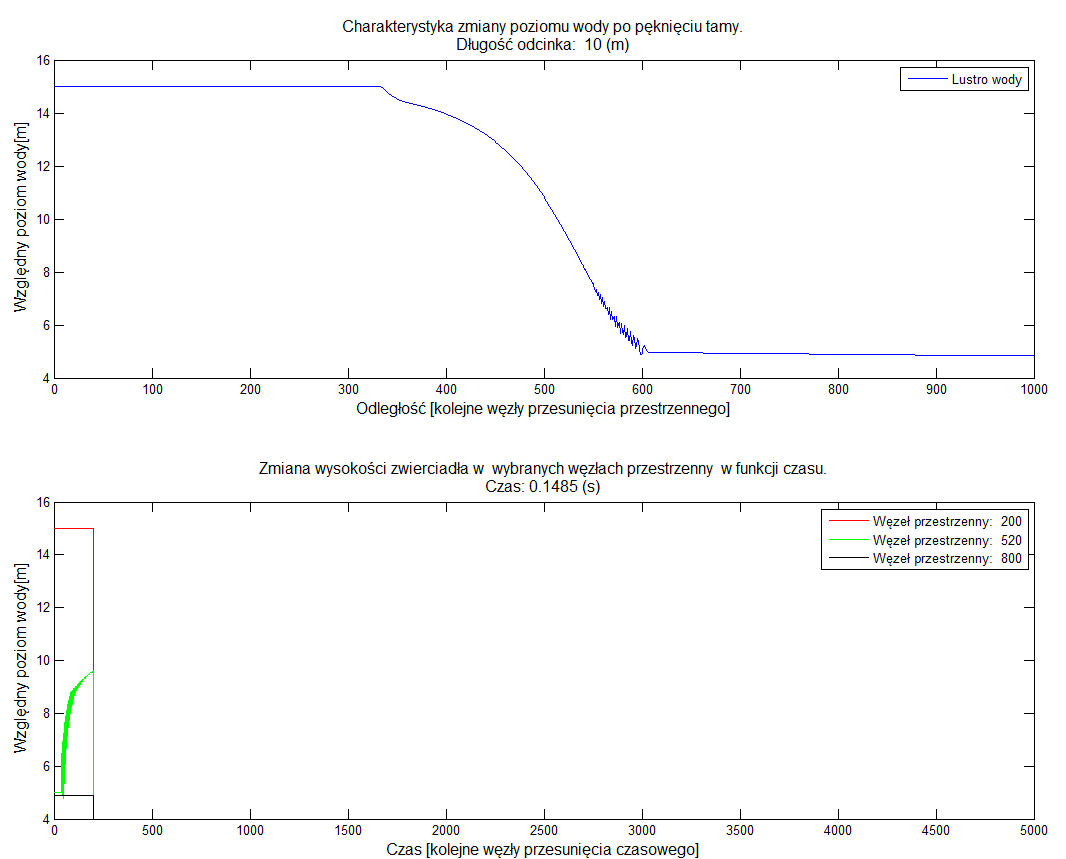 Charakterystyka zmiany poziomu wody po pęknięciu tamy.
Długość odcinka:  10 (m)
16
14
12
10
8
6
4
Względny poziom wody[m]
Lustro wody
0 100 200 300 400 500 600 700 800 900 1000
Odległość [kolejne węzły przesunięcia przestrzennego]
Zmiana wysokości zwierciadła w  wybranych węzłach przestrzenny  w funkcji czasu.
Czas: 0.1485 (s)
16
14
12
10
8
6
4
Względny poziom wody[m]
Węzeł przestrzenny:  200
Węzeł przestrzenny:  520
Węzeł przestrzenny:  800
0 500 1000 1500 2000 2500 3000 3500 4000 4500 5000
Czas [kolejne węzły przesunięcia czasowego]